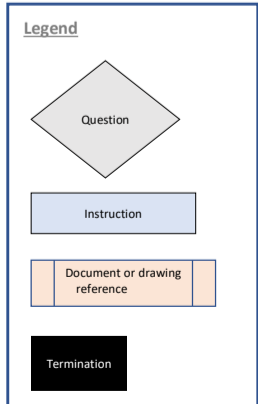 Legend
Question
Instruction
Document or drawing
reference
Termination